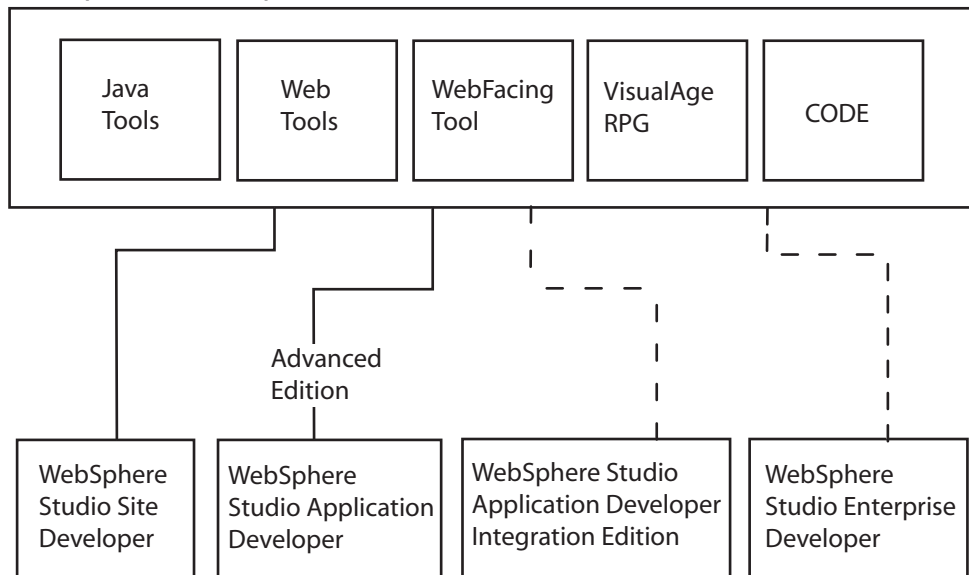 Java
Tools
Web
Tools
WebFacing
Tool
VisualAge
RPG
CODE
Advanced
Edition
WebSphere
Studio Site
Developer
WebSphere
Studio Application
Developer
WebSphere Studio
Application Developer
Integration Edition
WebSphere
Studio Enterprise
Developer